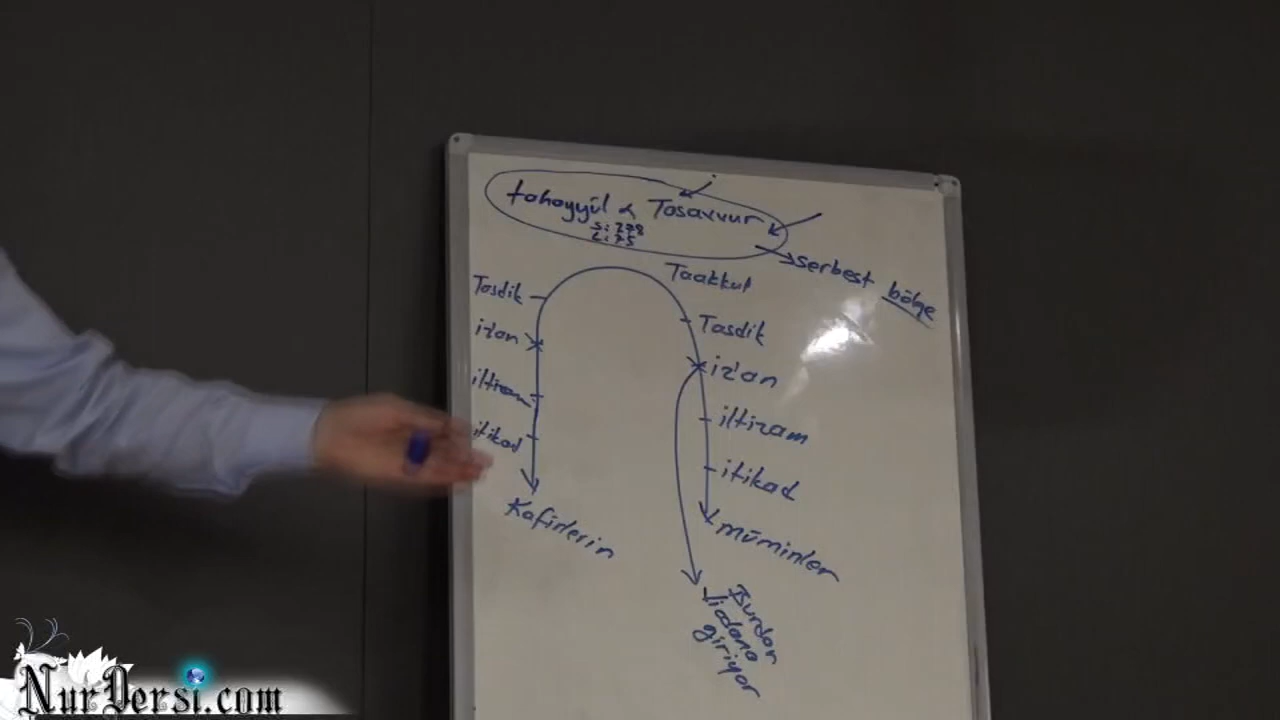 tahayyül & Tasavvur
S: 278
L: 75
serbest bölge
Taakkul
Tasdik
iz'an
iltizam
itikad
müminler
Burdan
Vicdana
giriyor
Tasdik
iz'an
iltizam
itikad
Kafirlerin
NurDersi.com